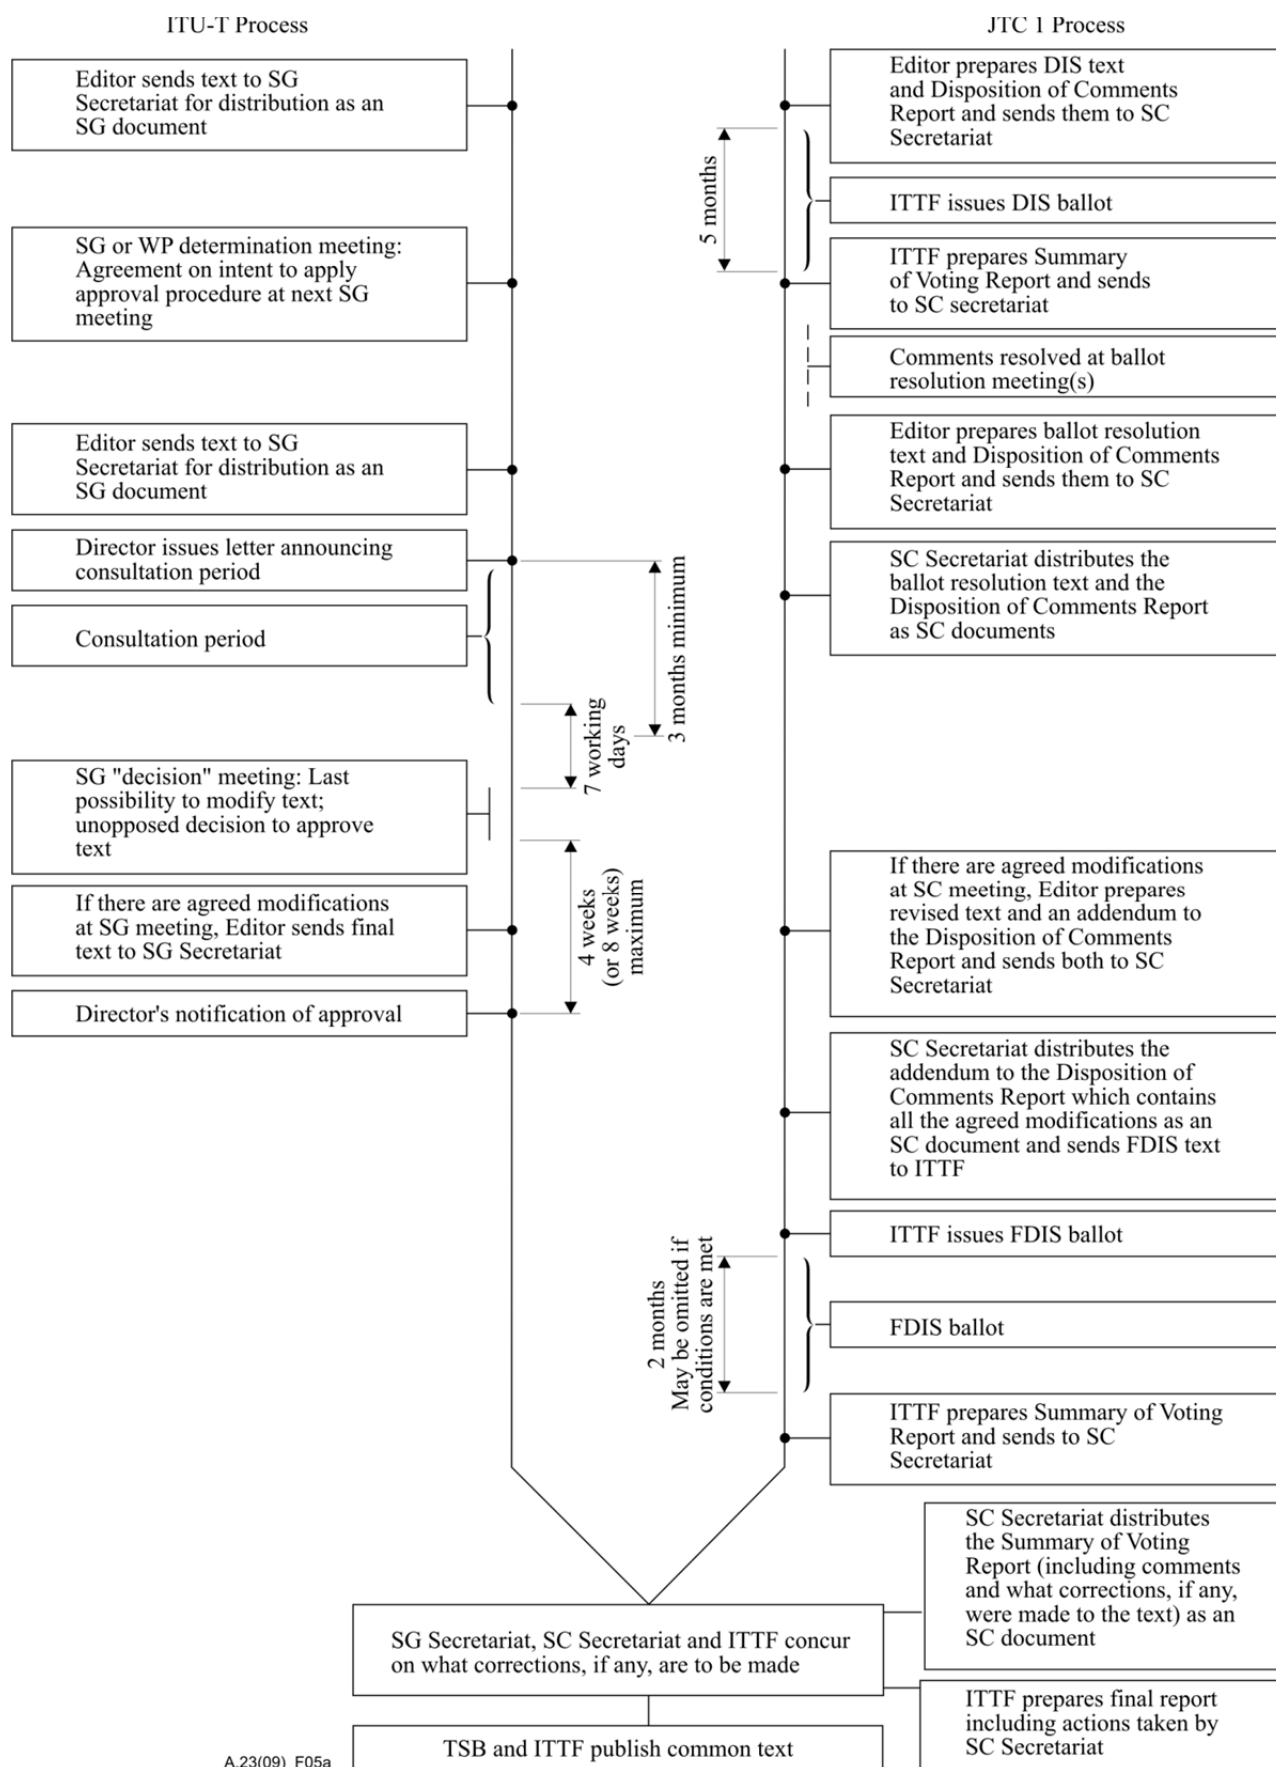 ITU-T Process
Editor sends text to SG
Secretariat for distribution as an
SG document
SG or WP determination meeting:
Agreement on intent to apply
approval procedure at next SG
meeting
Editor sends text to SG
Secretariat for distribution as an
SG document
Director issues letter announcing
consultation period
Consultation period
SG "decision" meeting: Last
possibility to modify text;
unopposed decision to approve
text
If there are agreed modifications
at SG meeting, Editor sends final
text to SG Secretariat
Director's notification of approval
3 months minimum
7 working
days
4 weeks
(or 8 weeks)
maximum
JTC 1 Process
Editor prepares DIS text
and Disposition of Comments
Report and sends them to SC
Secretariat
5 months
ITTF issues DIS ballot
ITTF prepares Summary
of Voting Report and sends
to SC secretariat
Comments resolved at ballot
resolution meeting(s)
Editor prepares ballot resolution
text and Disposition of Comments
Report and sends them to SC
Secretariat
SC Secretariat distributes the
ballot resolution text and the
Disposition of Comments Report
as SC documents
If there are agreed modifications
at SC meeting, Editor prepares
revised text and an addendum to
the Disposition of Comments
Report and sends both to SC
Secretariat
SC Secretariat distributes the
addendum to the Disposition of
Comments Report which contains
all the agreed modifications as an
SC document and sends FDIS text
to ITTF
ITTF issues FDIS ballot
2 months
May be omitted if
conditions are met
FDIS ballot
ITTF prepares Summary of Voting
Report and sends to SC
Secretariat
SC Secretariat distributes
the Summary of Voting
Report (including comments
and what corrections, if any,
were made to the text) as an
SC document
SG Secretariat, SC Secretariat and ITTF concur
on what corrections, if any, are to be made
ITTF prepares final report
including actions taken by
SC Secretariat
TSB and ITTF publish common text
A.23(09)_F05a